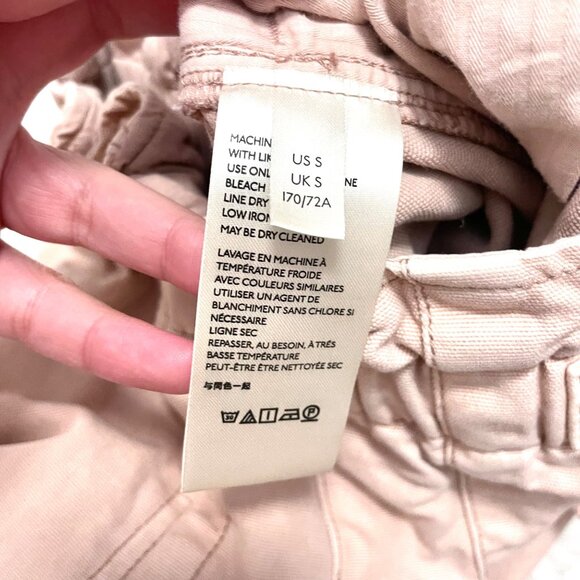 MACHIN
WITH LIK
USE ONL NE
BLEACH
LINE DRY
LOW IRON
MAY BE DRY CLEANED
US S
UK S
170/72A
LAVAGE EN MACHINE À
TEMPÉRATURE FROIDE
AVEC COULEURS SIMILAIRES
UTILISER UN AGENT DE
BLANCHIMENT SANS CHLORE SI
NÉCESSAIRE
LIGNE SEC
REPASSER, AU BESOIN, À TRÉS
BASSE TEMPÉRATURE
PEUT-ÊTRE ÊTRE NETTOYÉE SEC
与同色一起
30
P